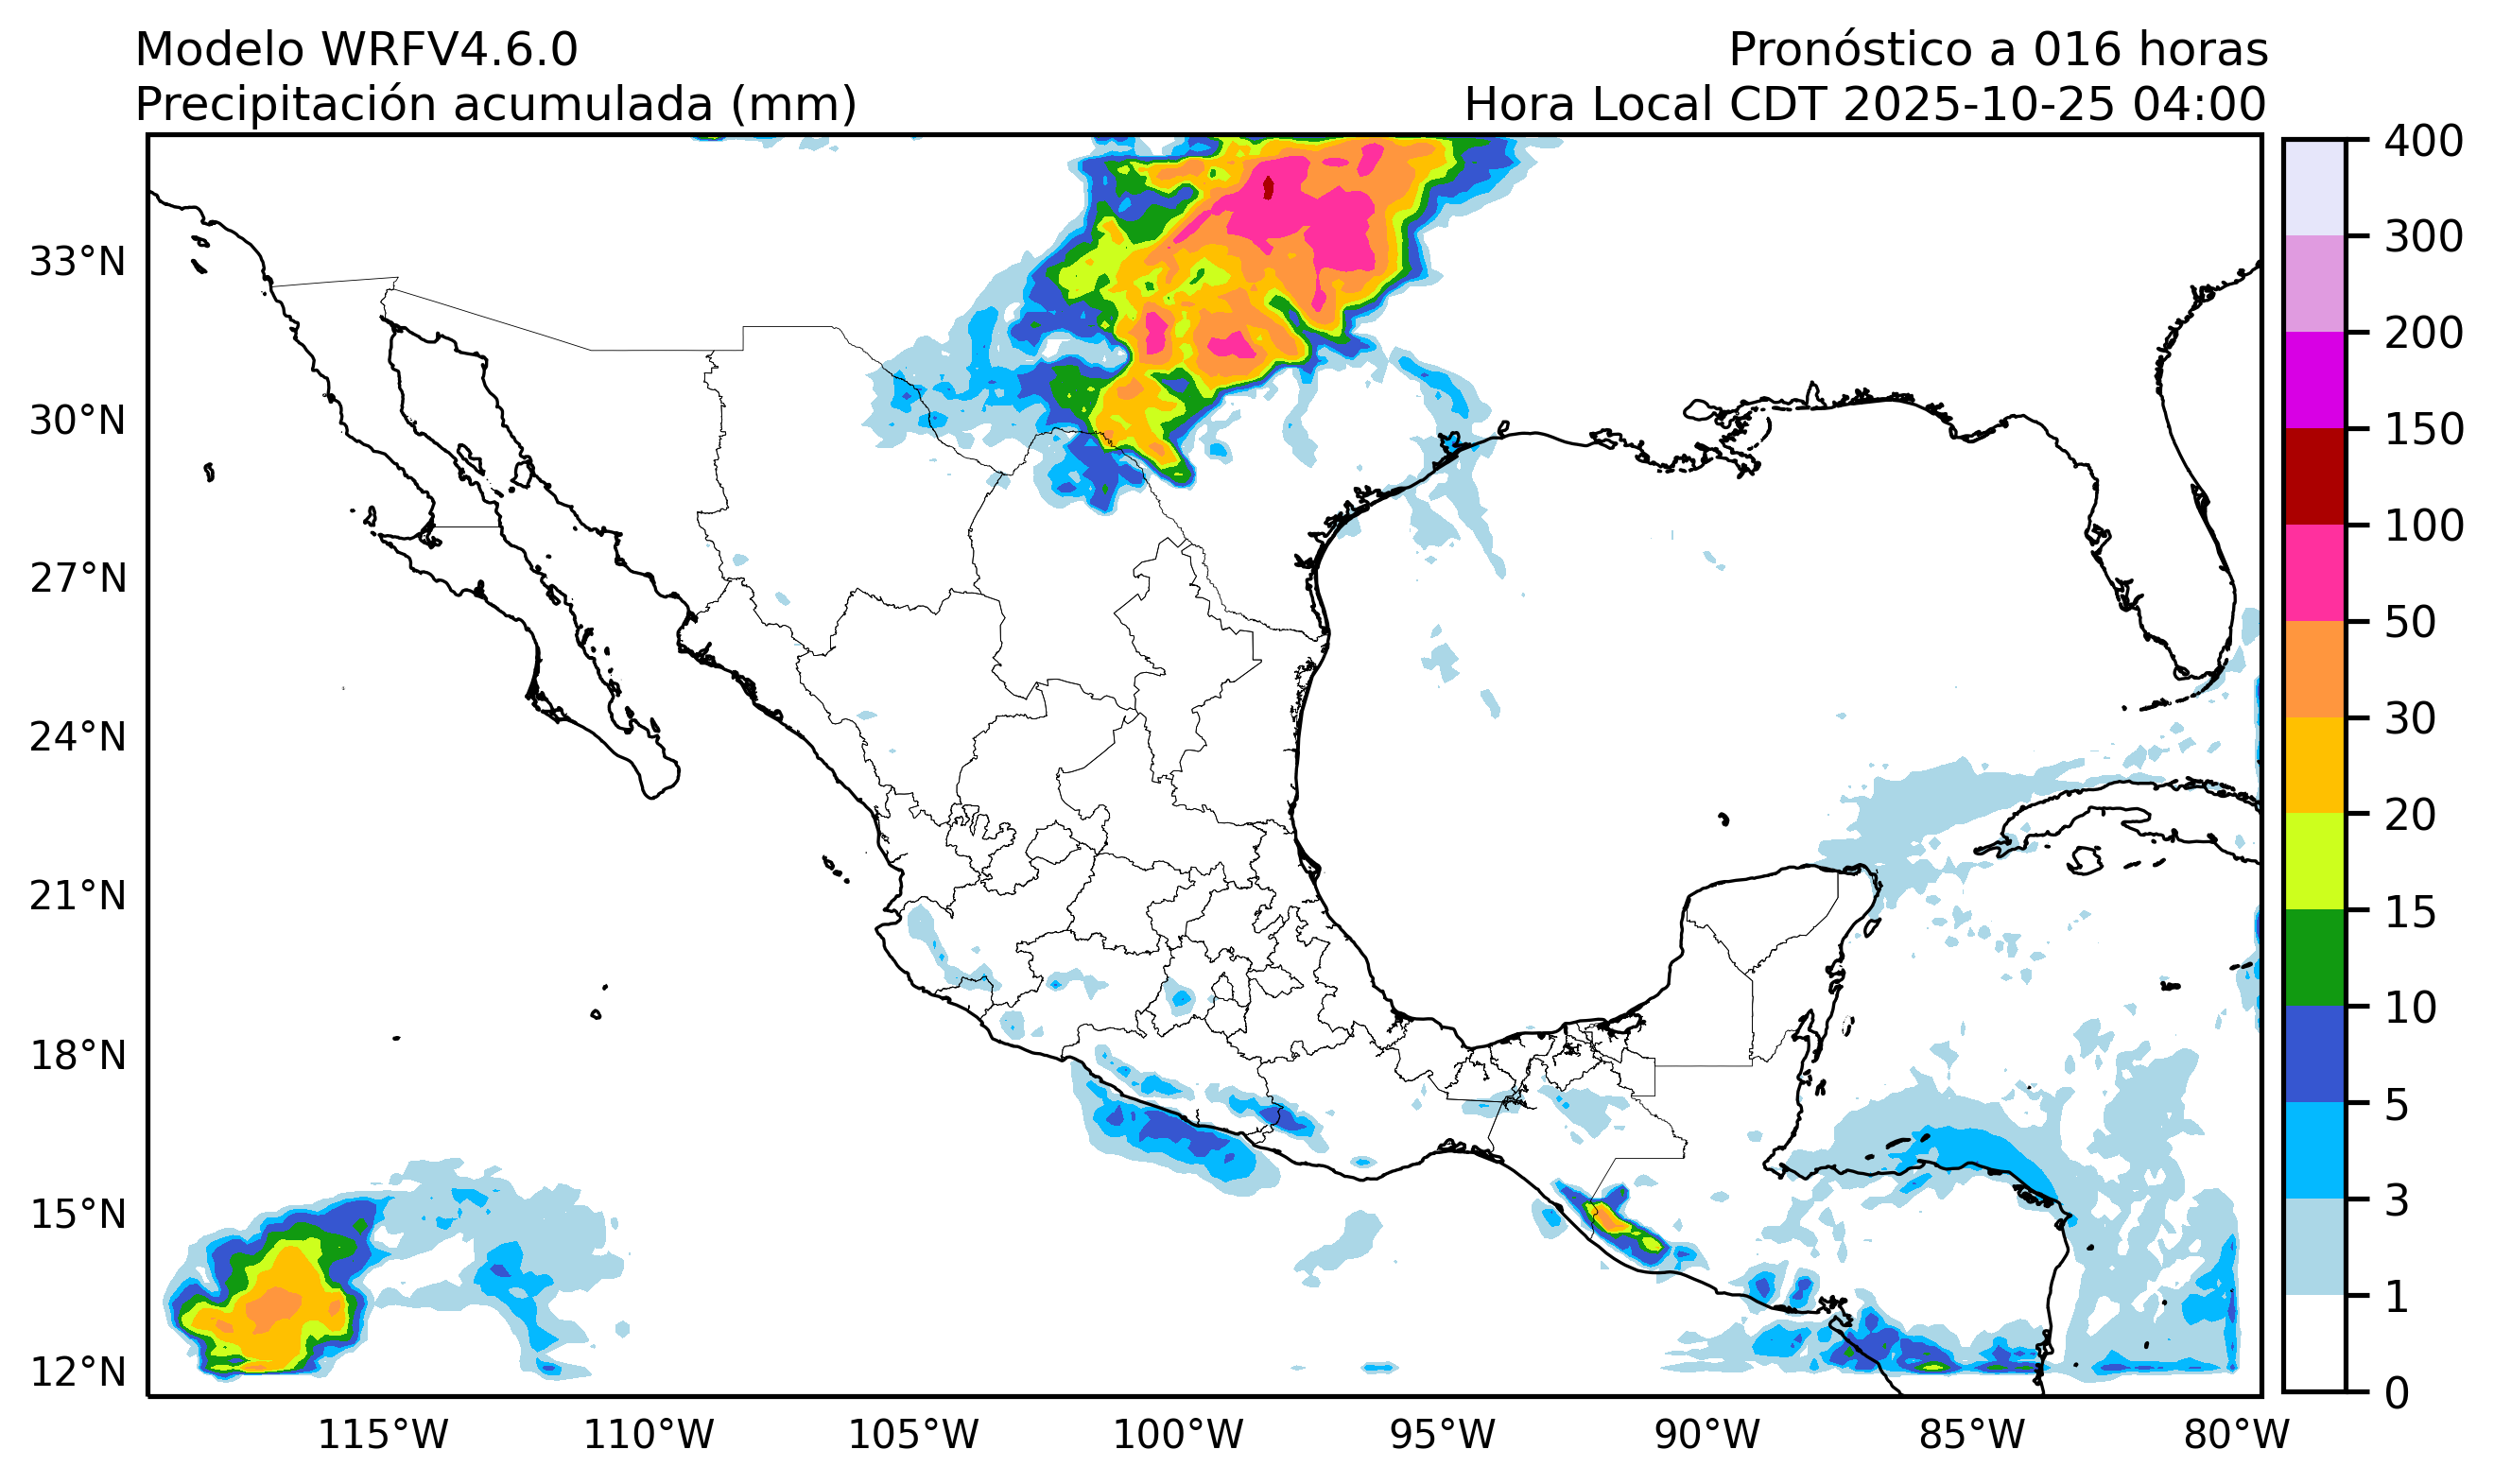 Modelo WRFV4.6.0
Pronóstico a 016 horas
Precipitación acumulada (mm)
Hora Local CDT 2025-10-25 04:00
33°N
30°N
27°N
24°N
21°N
18°N
15°N
12°N
115°W
110°W
105°W
100°W
95°W
90°W
85°W
80°W
400
300
200
150
100
50
30
20
15
10
5
3
1
0